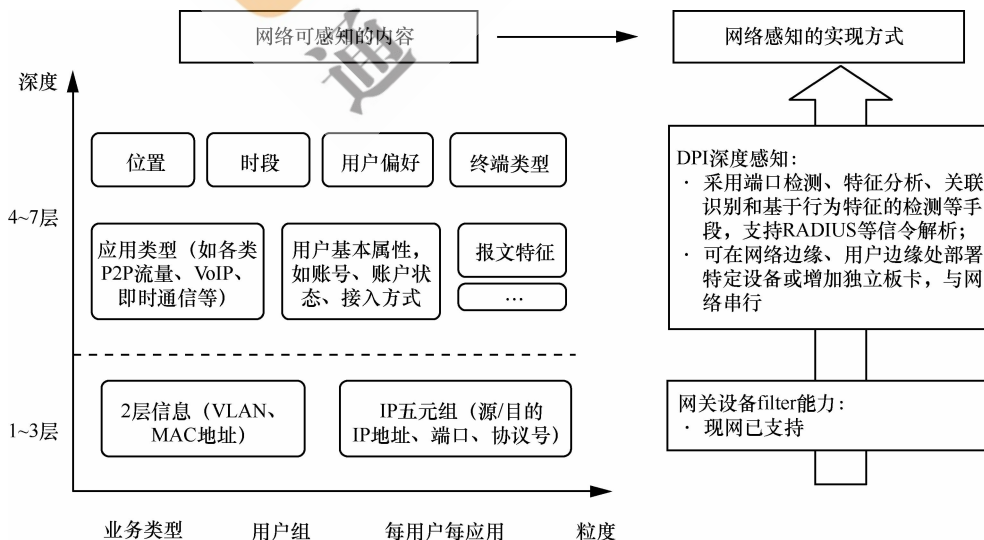 网络可感知的内容
网络感知的实现方式
通
深度
位置
时段
用户偏好
终端类型
4~7层
应用类型（如各类
P2P流量、VoIP、
即时通信等）
用户基本属性，
如账号、账户状
态、接入方式
报文特征
…
1~3层
2层信息（VLAN、
MAC地址）
IP五元组（源/目的
IP地址、端口、协议号）
业务类型
用户组
每用户每应用
粒度
DPI深度感知：
· 采用端口检测、特征分析、关联
识别和基于行为特征的检测等手
段，支持RADIUS等信令解析；
· 可在网络边缘、用户边缘处部署
特定设备或增加独立板卡，与网
络串行
网关设备filter能力：
· 现网已支持